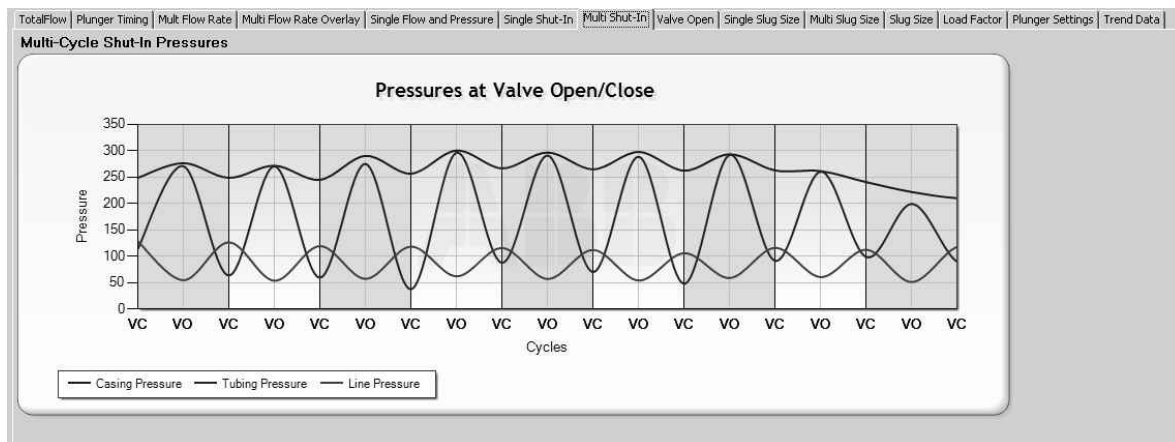 TotalFlow Plunger Timing Mult Flow Rate Multi Flow Rate Overlay Single Flow and Pressure Single Shut-In Multi Shut-In Valve Open Single Slug Size Multi Slug Size Slug Size Load Factor Plunger Settings Trend Data
Multi-Cycle Shut-In Pressures
Pressures at Valve Open/Close
350
300
250
200
150
100
50
0
Pressure
VC VO VC VO VC VO VC VO VC VO VC VO VC VO VC VO VC VO VC
Cycles
Casing Pressure Tubing Pressure Line Pressure